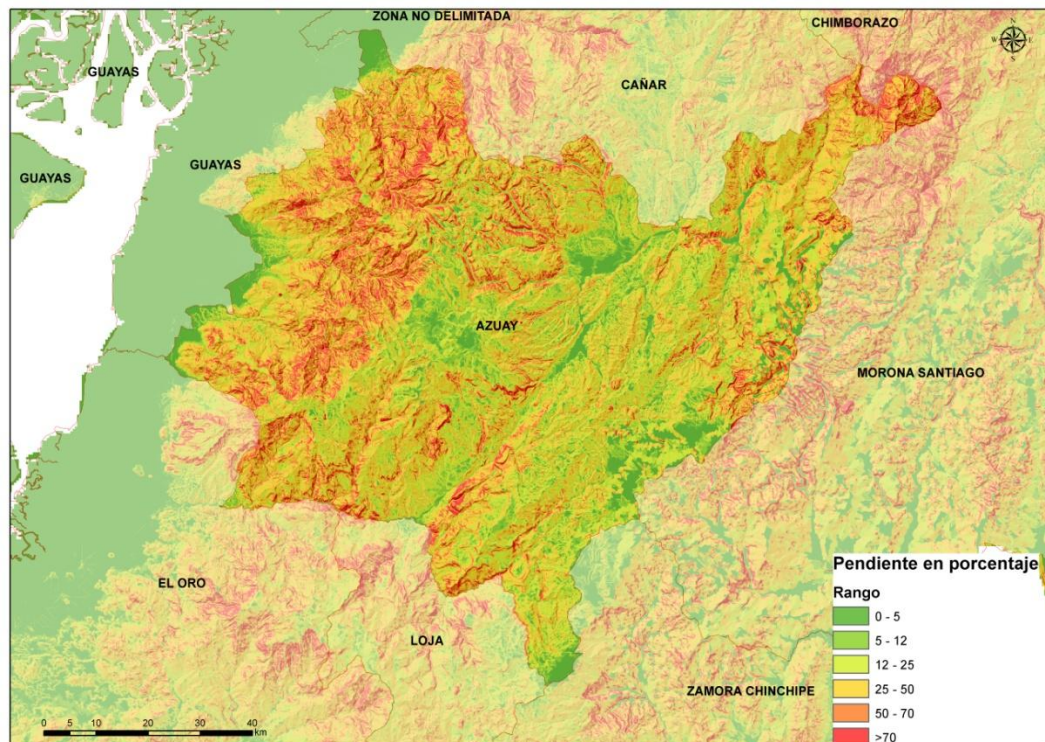 ZONA NO DELIMITADA
CHIMBORAZO
N
W E
S
GUAYAS
CAÑAR
GUAYAS
GUAYAS
AZUAY
MORONA SANTIAGO
EL ORO
LOJA
ZAMORA CHINCHIPE
Pendiente en porcentaje
Rango
0 - 5
5 - 12
12 - 25
25 - 50
50 - 70
>70
0 5 10 20 30 40
km